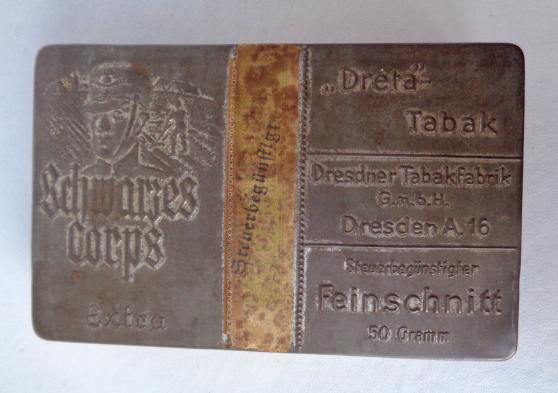 Schwarzes
Corps
Extra
Steuerbegünstigt
„Dreta"-
Tabak
Dresdner Tabakfabrik
G.m.b.H.
Dresden A.16
Steuerbegünstigter
Feinschnitt
50 Gramm